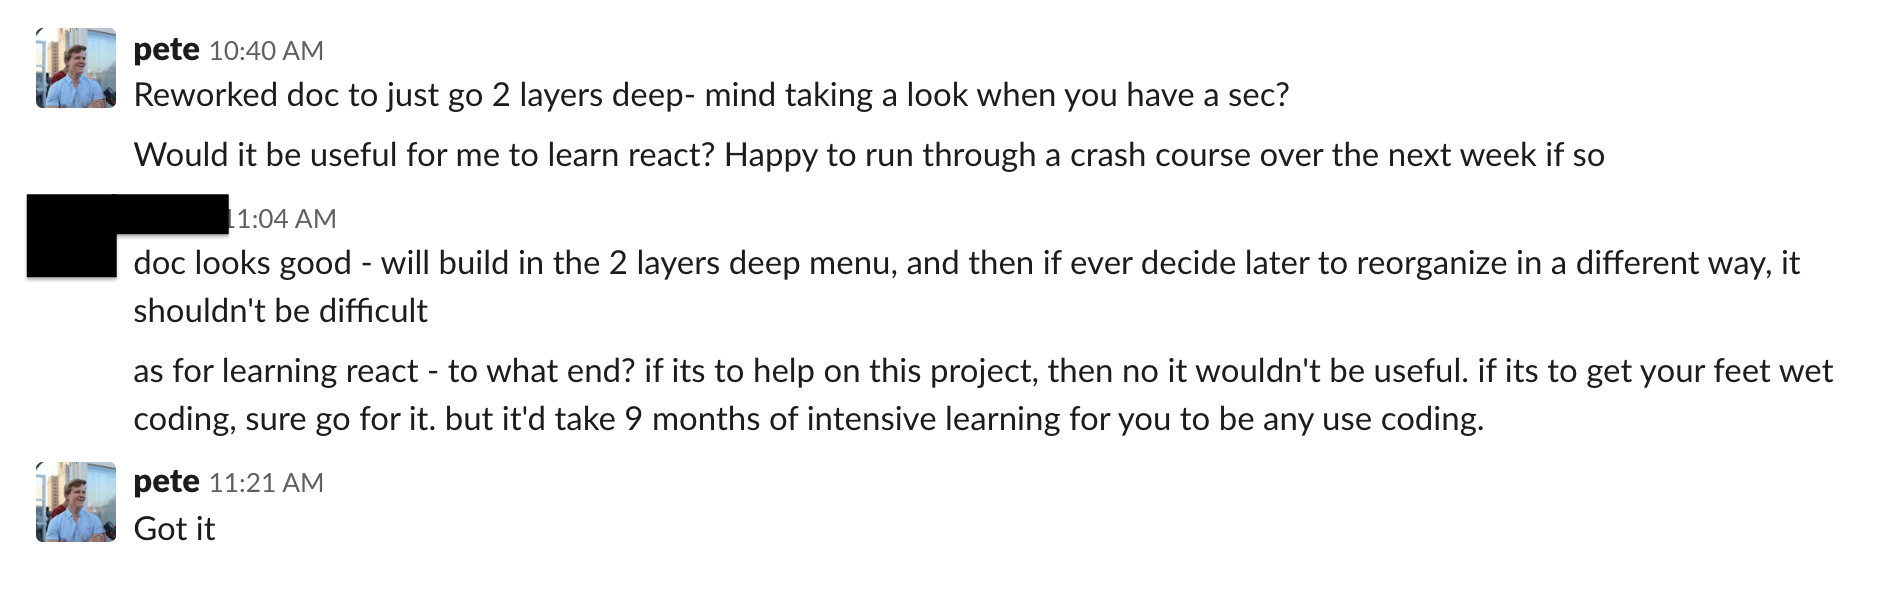 pete 10:40 AM
Reworked doc to just go 2 layers deep- mind taking a look when you have a sec?
Would it be useful for me to learn react? Happy to run through a crash course over the next week if so
11:04 AM
doc looks good - will build in the 2 layers deep menu, and then if ever decide later to reorganize in a different way, it
shouldn't be difficult
as for learning react - to what end? if its to help on this project, then no it wouldn't be useful. if its to get your feet wet
coding, sure go for it. but it'd take 9 months of intensive learning for you to be any use coding.
pete 11:21 AM
Got it